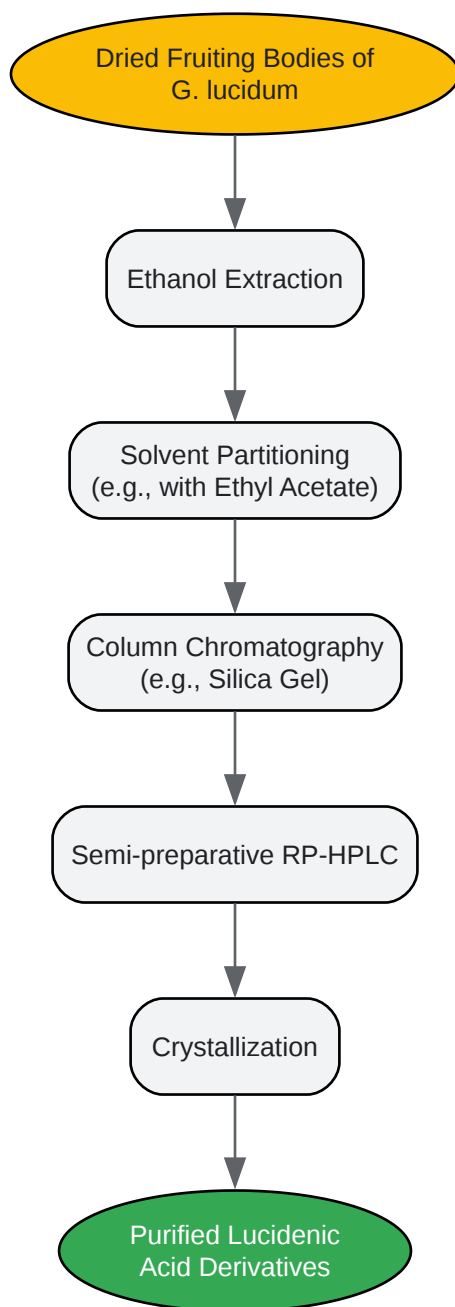 Dried Fruiting Bodies of
G. lucidum
Ethanol Extraction
Solvent Partitioning
(e.g., with Ethyl Acetate)
Column Chromatography
(e.g., Silica Gel)
Semi-preparative RP-HPLC
Crystallization
Purified Lucidenic
Acid Derivatives